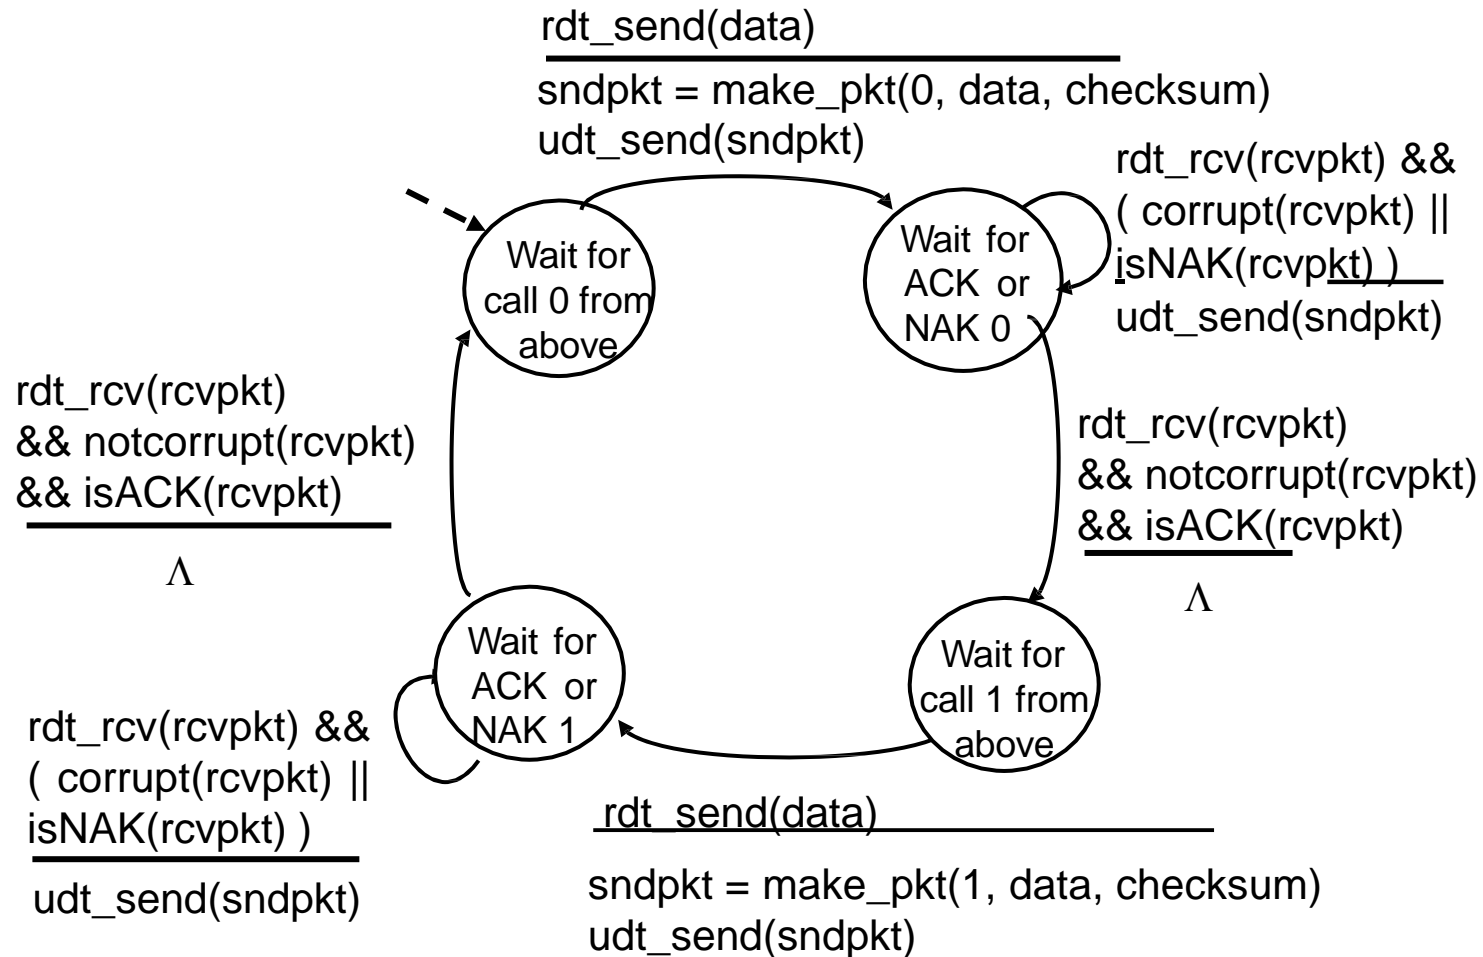 rdt_send(data)
sndpkt = make_pkt(0, data, checksum)
udt_send(sndpkt)
rdt_rcv(rcvpkt) &&
( corrupt(rcvpkt) ||
isNAK(rcvpkt) )
udt_send(sndpkt)
Wait for
call 0 from
above
Wait for
ACK or
NAK 0
rdt_rcv(rcvpkt)
&& notcorrupt(rcvpkt)
&& isACK(rcvpkt)
Λ
rdt_rcv(rcvpkt)
&& notcorrupt(rcvpkt)
&& isACK(rcvpkt)
Λ
Wait for
ACK or
NAK 1
Wait for
call 1 from
above
rdt_rcv(rcvpkt) &&
( corrupt(rcvpkt) ||
isNAK(rcvpkt) )
udt_send(sndpkt)
rdt_send(data)
sndpkt = make_pkt(1, data, checksum)
udt_send(sndpkt)